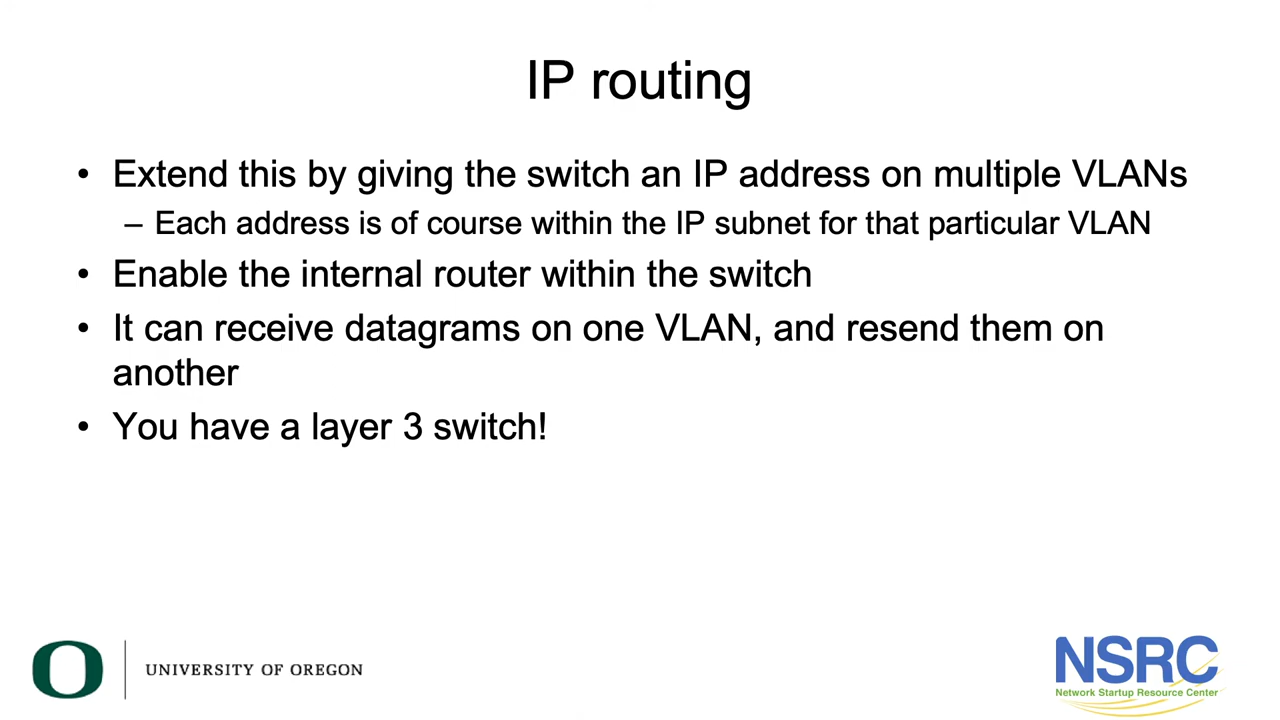 IP routing
• Extend this by giving the switch an IP address on multiple VLANs
– Each address is of course within the IP subnet for that particular VLAN
• Enable the internal router within the switch
• It can receive datagrams on one VLAN, and resend them on
another
• You have a layer 3 switch!
O
UNIVERSITY OF OREGON
NSRC
Network Startup Resource Center